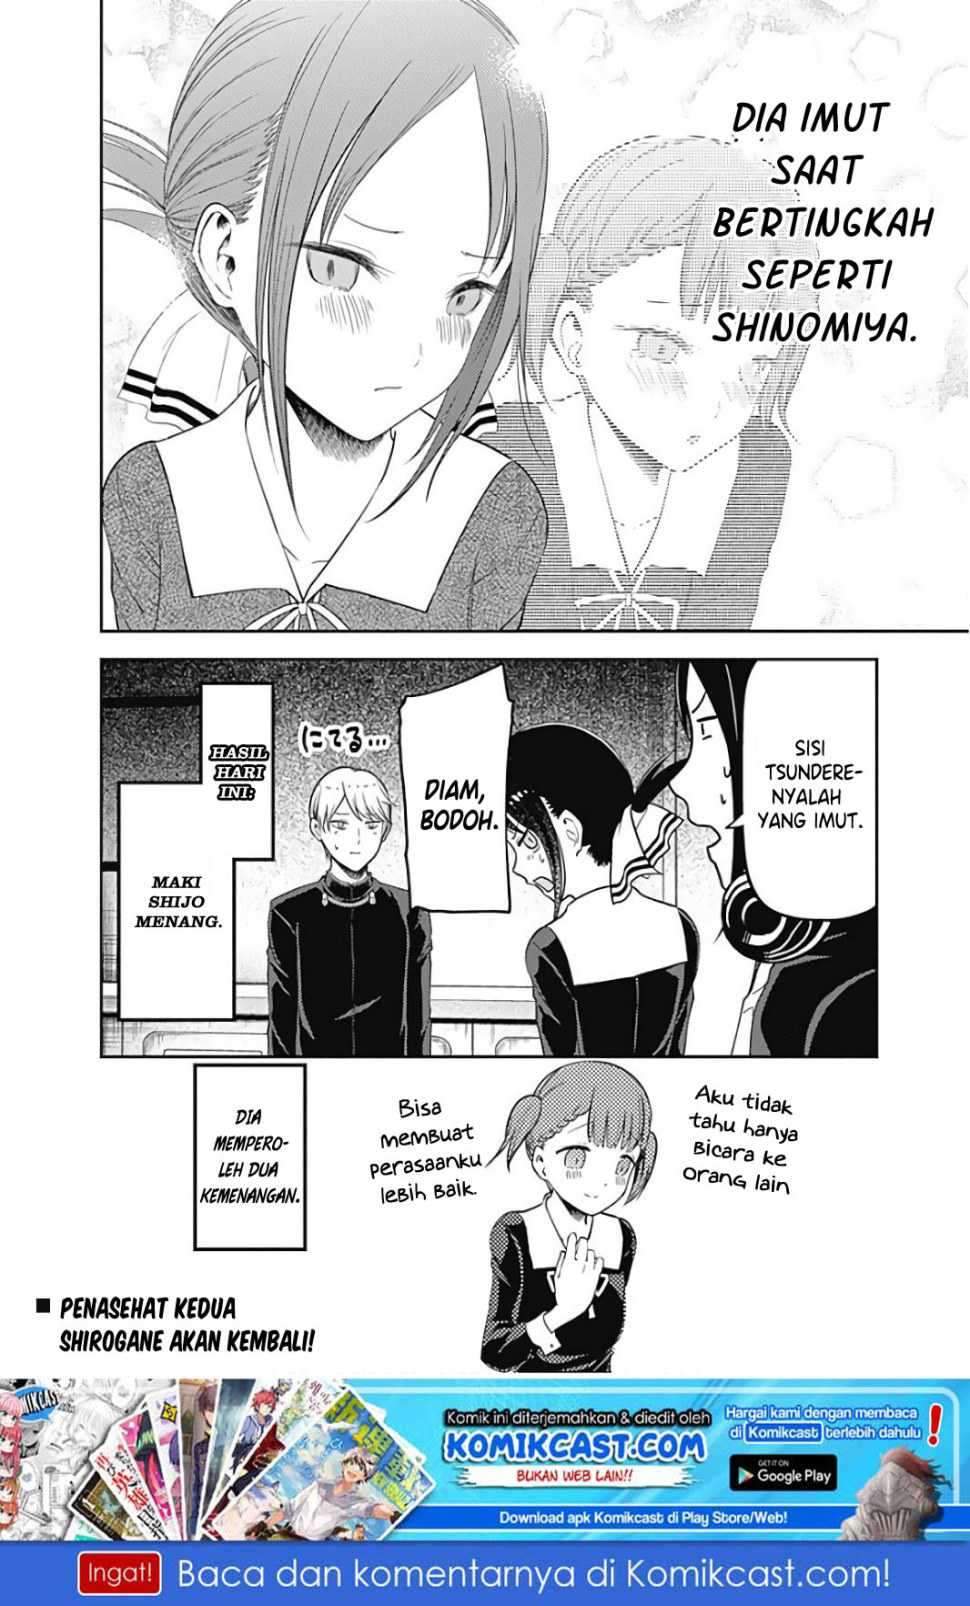 DIA IMUT
SAAT
BERTINGKAH
SEPERTI
SHINOMIYA.
SISI
TSUNDERE-
NYALAH
YANG IMUT.
DIAM,
BODOH.
にてる…
HASIL
HARI
INI:
MAKI
SHIJO
MENANG.
Aku tidak
tahu hanya
Bicara ke
orang lain
Bisa
membuat
perasaanku
lebih Baik.
DIA
MEMPERO-
LEH DUA
KEMENANGAN.
■ PENASEHAT KEDUA
SHIROGANE AKAN KEMBALI!
Komik ini diterjemahkan & diedit oleh
KOMIKCAST.COM
BUKAN WEB LAIN!!
Hargai kami dengan membaca
di Komikcast terlebih dahulu !
GET IT ON
Google Play
Download apk Komikcast di Play Store/Web!
Ingat! Baca dan komentarnya di Komikcast.com!